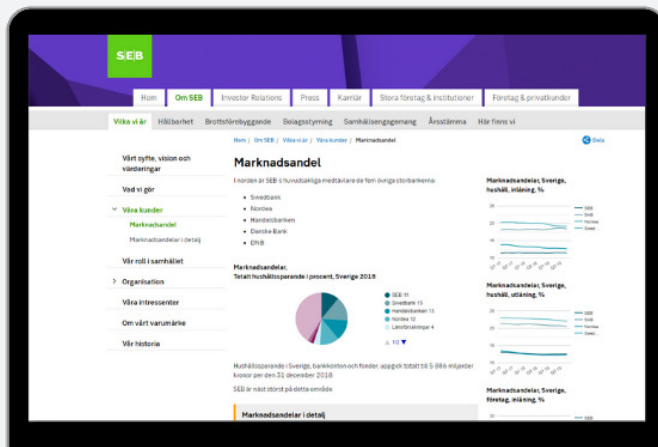 S|E|B
Hem
Om SEB
Investor Relations
Press
Karriär
Stora företag & institutioner
Företag & privatkunder
Vilka vi är
Hållbarhet
Brottsförebyggande
Bolagsstyrning
Samhällsengagemang
Årsstämma
Här finns vi
Hem / Om SEB / Vilka vi är / Våra kunder / Marknadsandel
Dela
Vårt syfte, vision och
värderingar
Vad vi gör
Våra kunder
Marknadsandel
Marknadsandelar i detalj
Vår roll i samhället
Organisation
Våra intressenter
Om vårt varumärke
Vår historia
Marknadsandel
I norden är SEB:s huvudsakliga medtävlare de fem övriga storbankerna:
Swedbank
Nordea
Handelsbanken
Danske Bank
DNB
Marknadsandelar,
Totalt hushållssparande i procent, Sverige 2018
SEB 11
Swedbank 15
Handelsbanken 13
Nordea 12
Länsförsäkringar 4
1/2
Hushållssparande i Sverige, bankkonton och fonder, uppgick totalt till 5 886 miljarder
kronor per den 31 december 2018.
SEB är näst störst på detta område.
Marknadsandelar i detalj
Marknadsandelar, Sverige,
hushåll, inlåning, %
SEB
SHB
Nordea
Swed...
Marknadsandelar, Sverige,
hushåll, utlåning, %
SEB
SHB
Nordea
Swed...
Marknadsandelar, Sverige,
företag, inlåning, %
SEB